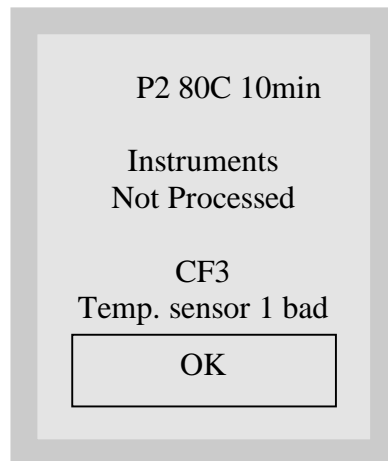 P2 80C 10min
Instruments
Not Processed
CF3
Temp. sensor 1 bad
OK